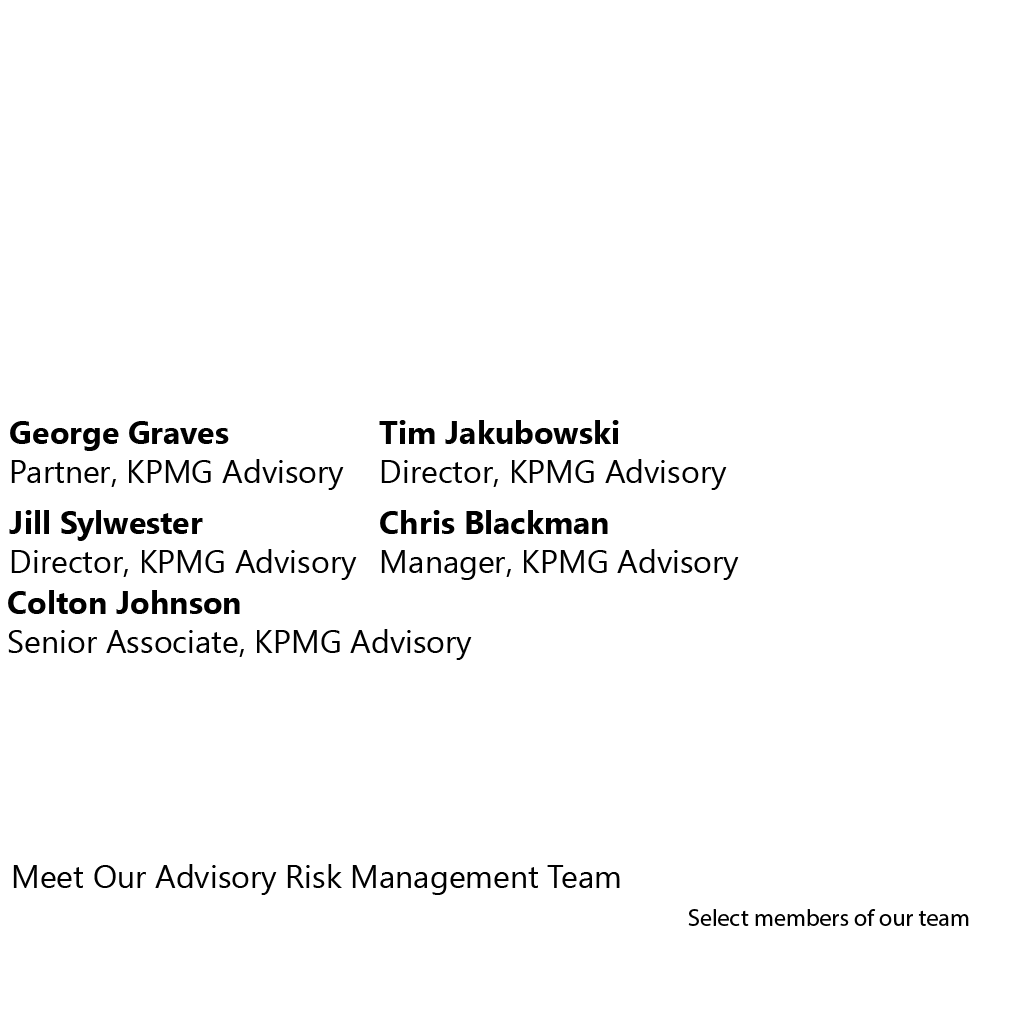 George Graves
Partner, KPMG Advisory
Tim Jakubowski
Director, KPMG Advisory
Jill Sylwester
Director, KPMG Advisory
Chris Blackman
Manager, KPMG Advisory
Colton Johnson
Senior Associate, KPMG Advisory
Meet Our Advisory Risk Management Team
Select members of our team